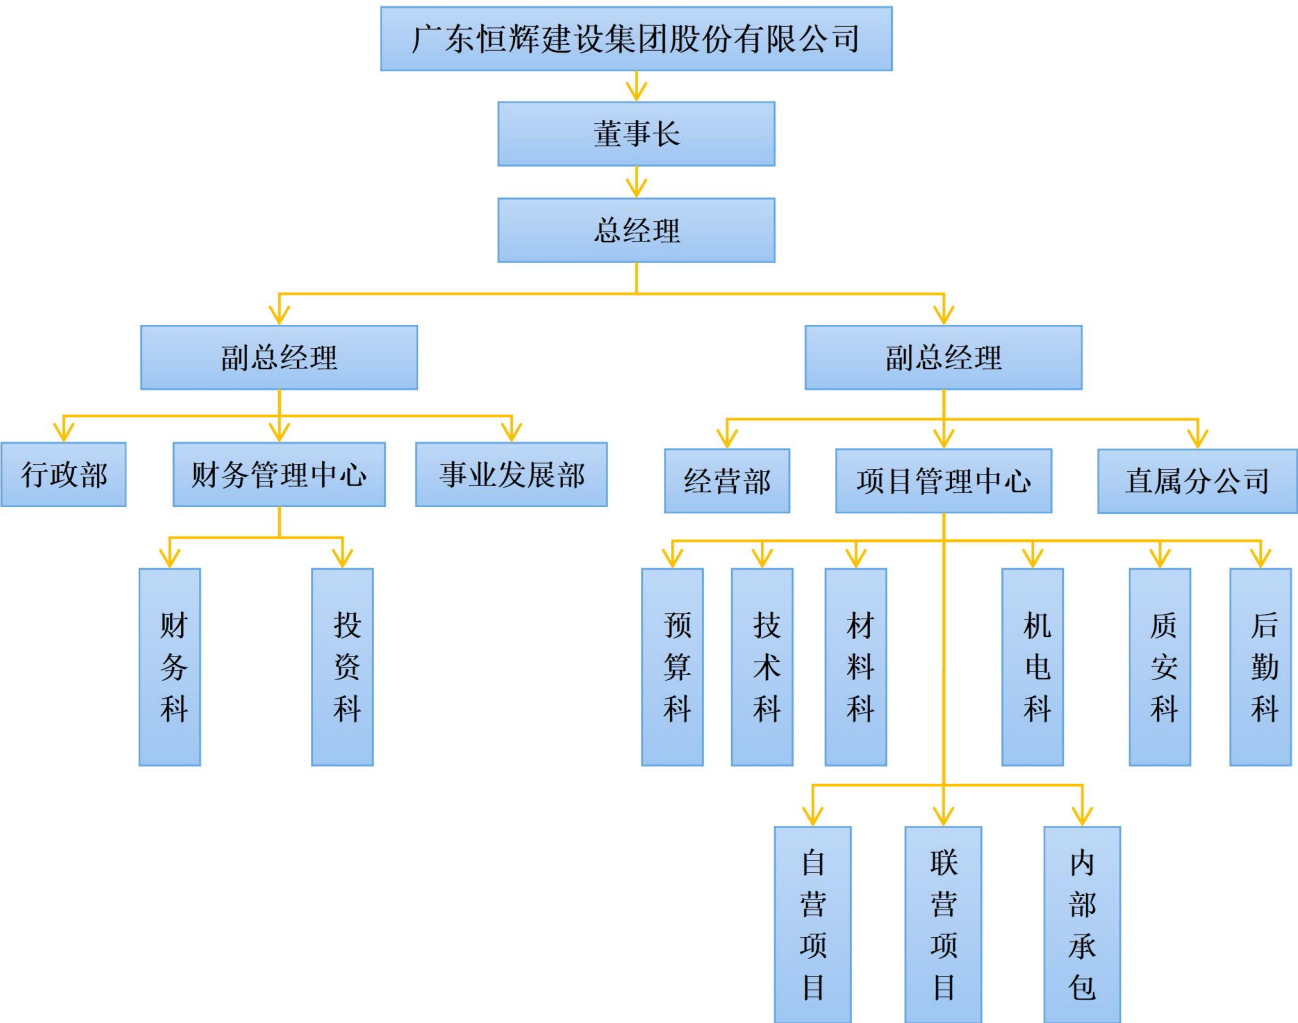 广东恒辉建设集团股份有限公司
董事长
总经理
副总经理
副总经理
行政部
财务管理中心
事业发展部
经营部
项目管理中心
直属分公司
财务科
投资科
预算科
技术科
材料科
机电科
质安科
后勤科
自营项目
联营项目
内部承包